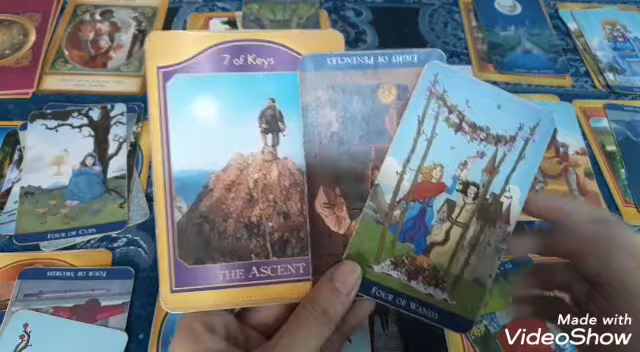 7 of Keys
THE ASCENT
EIGHT OF PENTACLES
FOUR OF WANDS
FOUR OF CUPS
FOUR OF SWORDS
Made with
VideoShow